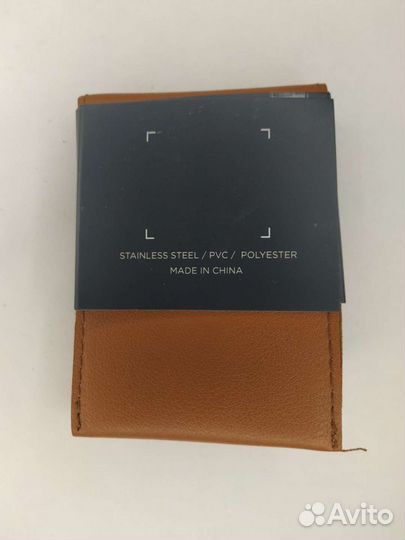 STAINLESS STEEL / PVC / POLYESTER
MADE IN CHINA
Avito